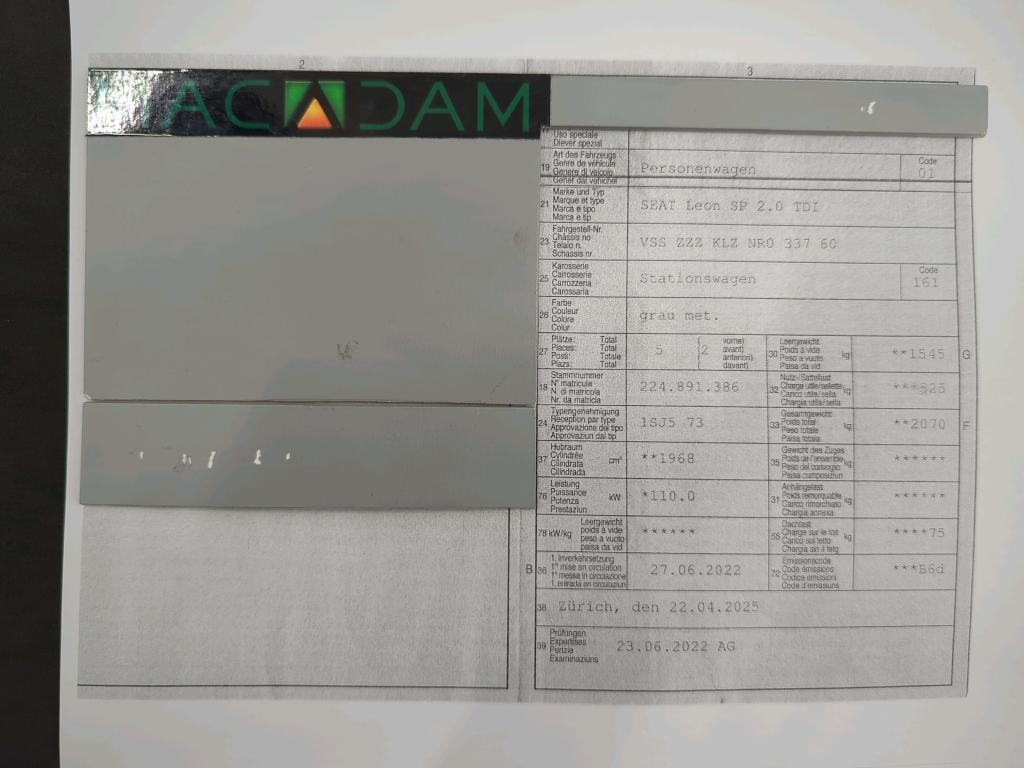 2
3
ACADAM
Uso speciale
Diever spezial
19 Art des Fahrzeugs
Genre de véhicule
Genere di veicolo
Gener dal vehichel
Personenwagen
Code
01
21 Marke und Typ
Marque et type
Marca e tipo
Marca e tip
SEAT Leon SP 2.0 TDI
23 Fahrgestell-Nr.
Châssis no
Telaio n.
Schassis nr.
VSS ZZZ KLZ NR0 337 60
25 Karosserie
Carrosserie
Carrozzeria
Carossaria
Stationswagen
Code
161
26 Farbe
Couleur
Colore
Colur
grau met.
27 Plätze: Total
Places: Total
Posti: Totale
Plazs: Total
5
(2 vorne)
avant)
anteriori)
davant)
30 Leergewicht
Poids à vide
Peso a vuoto
Paisa da vid
kg
**1545
G
18 Stammnummer
N° matricule
N. di matricola
Nr. da matricla
224.891.386
32 Nutz-/Sattellast
Charge utile/sellette
Carico utile/sella
Chargia utila/sella
kg
***525
24 Typengenehmigung
Réception par type
Approvazione del tipo
Approvaziun dal tip
1SJ5 73
33 Gesamtgewicht
Poids total
Peso totale
Paisa totala
kg
**2070
F
37 Hubraum
Cylindrée
Cilindrata
Cilindrada
cm³
**1968
35 Gewicht des Zuges
Poids de l'ensemble
Peso del convoglio
Paisa cumposiziun
kg
******
76 Leistung
Puissance
Potenza
Prestaziun
kW
*110.0
31 Anhängelast
Poids remorquable
Carico rimorchiato
Chargia annexa
kg
******
78 kW/kg
Leergewicht
poids à vide
peso a vuoto
paisa da vid
******
55 Dachlast
Charge sur le toit
Carico sul tetto
Chargia sin il tetg
kg
****75
B
36 1. Inverkehrsetzung
1re mise en circulation
1a messa in circolazione
1. entrada en circulaziun
27.06.2022
72 Emissionscode
Code émissions
Codice emissioni
Code d'emissiuns
***B6d
38 Zürich, den 22.04.2025
39 Prüfungen
Expertises
Perizie
Examinaziuns
23.06.2022 AG